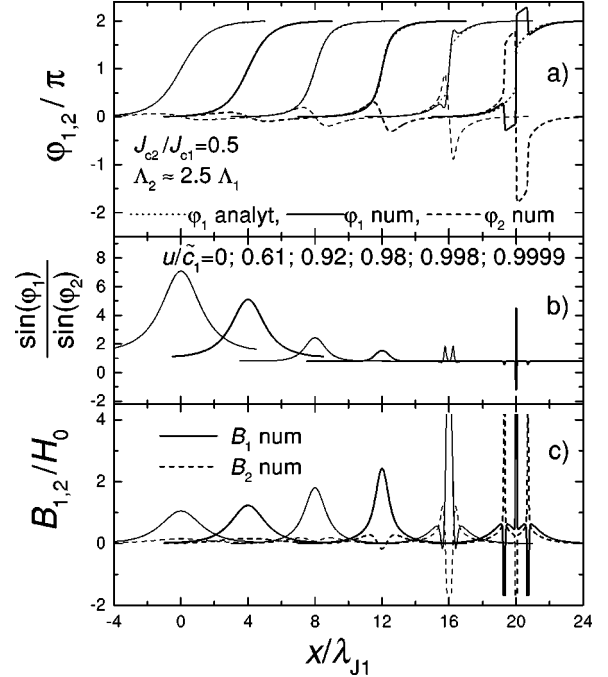 2
1
0
-1
-2
φ₁,₂ / π
a)
J_c2/J_c1=0.5
Λ₂ ≈ 2.5 Λ₁
φ₁ analyt, φ₁ num, φ₂ num
8
6
4
2
0
-2
sin(φ₁)
sin(φ₂)
u/c̃₁=0; 0.61; 0.92; 0.98; 0.998; 0.9999
b)
4
2
0
-2
B₁,₂/H₀
B₁ num
B₂ num
c)
-4 0 4 8 12 16 20 24
x/λ_J1